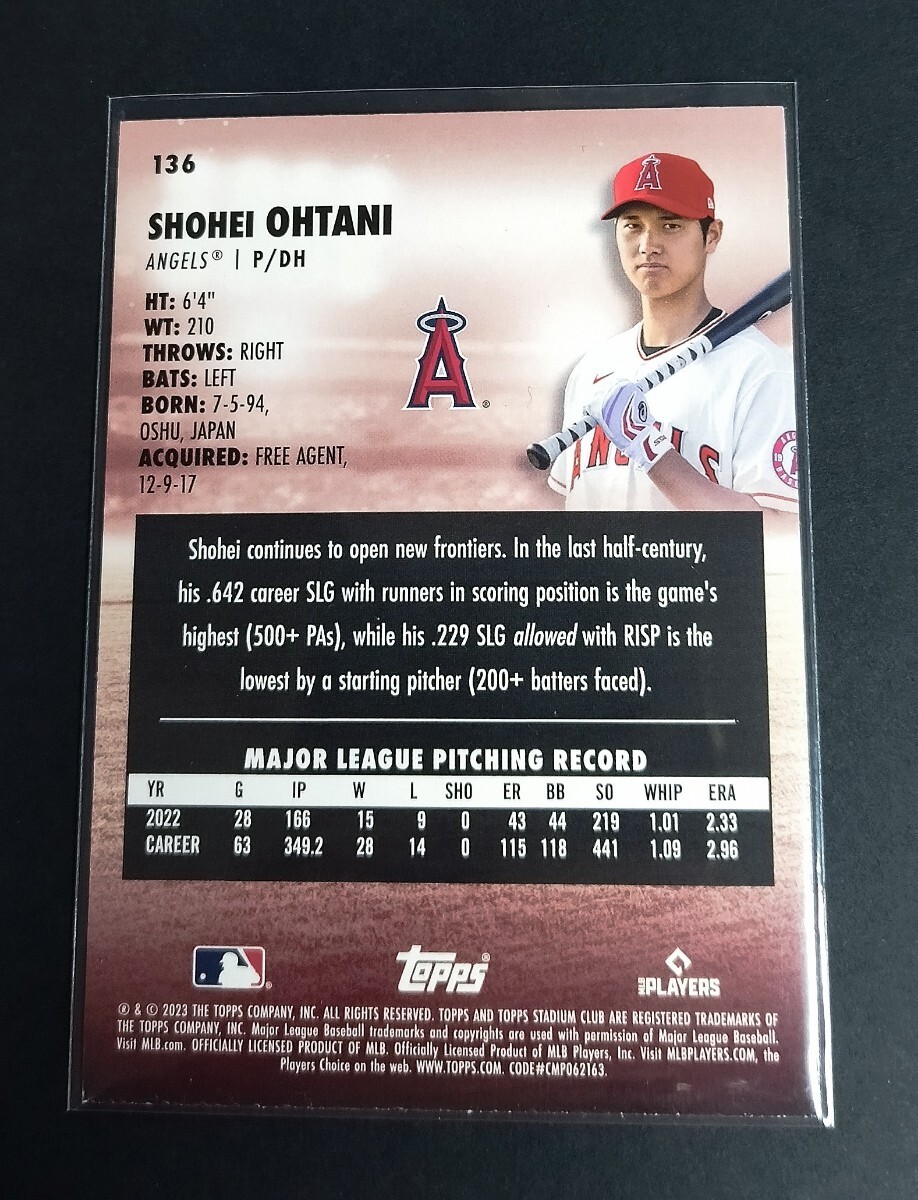 136
SHOHEI OHTANI
ANGELS® | P/DH
HT: 6'4"
WT: 210
THROWS: RIGHT
BATS: LEFT
BORN: 7-5-94,
OSHU, JAPAN
ACQUIRED: FREE AGENT,
12-9-17
A
A ®
ANGELS
Shohei continues to open new frontiers. In the last half-century,
his .642 career SLG with runners in scoring position is the game's
highest (500+ PAs), while his .229 SLG allowed with RISP is the
lowest by a starting pitcher (200+ batters faced).
MAJOR LEAGUE PITCHING RECORD
YR G IP W L SHO ER BB SO WHIP ERA
2022 28 166 15 9 0 43 44 219 1.01 2.33
CAREER 63 349.2 28 14 0 115 118 441 1.09 2.96
topps®
MLB PLAYERS
® & © 2023 THE TOPPS COMPANY, INC. ALL RIGHTS RESERVED. TOPPS AND TOPPS STADIUM CLUB ARE REGISTERED TRADEMARKS OF
THE TOPPS COMPANY, INC. Major League Baseball trademarks and copyrights are used with permission of Major League Baseball.
Visit MLB.com. OFFICIALLY LICENSED PRODUCT OF MLB. Officially Licensed Product of MLB Players, Inc. Visit MLBPLAYERS.COM, the
Players Choice on the web. WWW.TOPPS.COM. CODE#CMP062163.